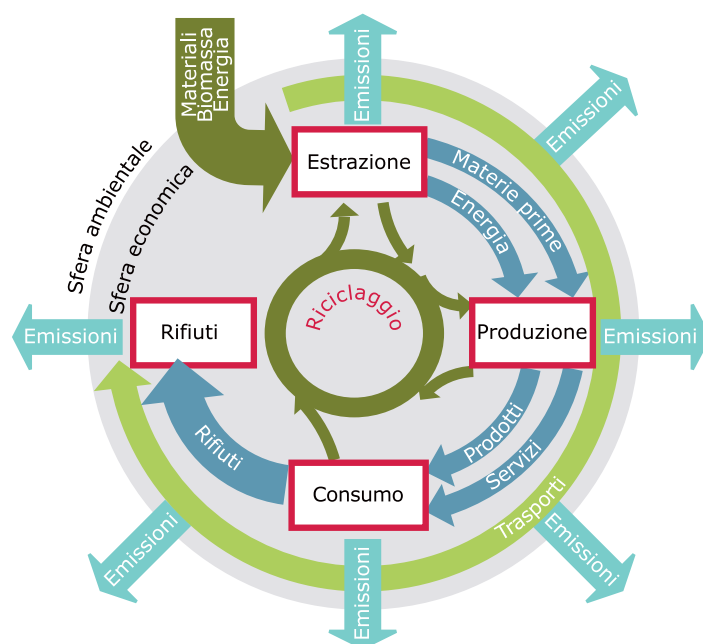 Materiali
Biomassa
Energia
Emissioni
Emissioni
Sfera ambientale
Sfera economica
Estrazione
Materie prime
Energia
Riciclaggio
Emissioni
Rifiuti
Produzione
Emissioni
Rifiuti
Prodotti
Servizi
Consumo
Trasporti
Emissioni
Emissioni
Emissioni